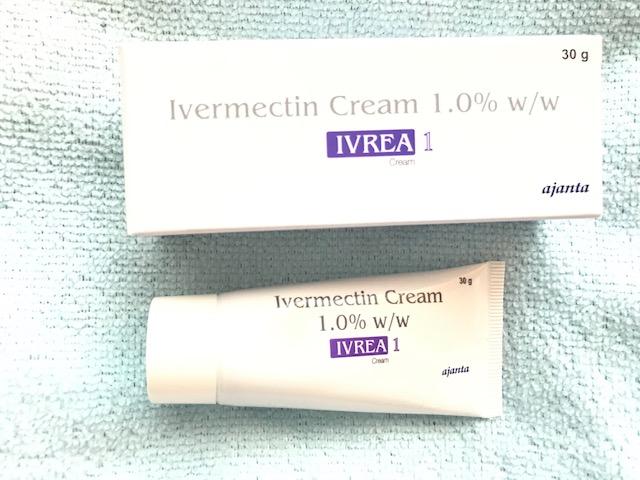 30 g
Ivermectin Cream 1.0% w/w
IVREA 1
Cream
ajanta
30 g
Ivermectin Cream
1.0% w/w
IVREA 1
Cream
ajanta